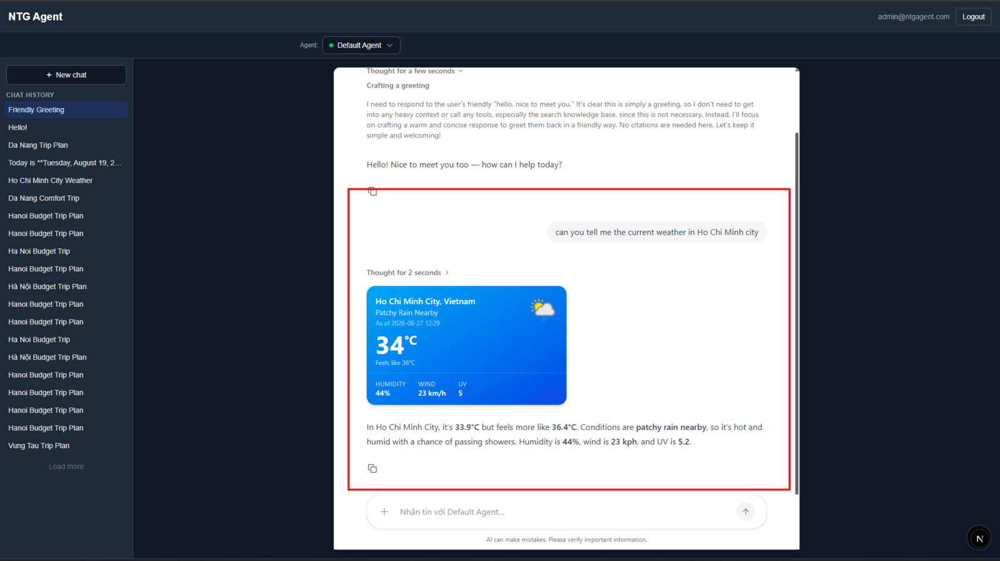 NTG Agent
admin@ntgagent.com
Logout
Agent:
Default Agent
+ New chat
CHAT HISTORY
Friendly Greeting
Hello!
Da Nang Trip Plan
Today is **Tuesday, August 19, 2...
Ho Chi Minh City Weather
Da Nang Comfort Trip
Hanoi Budget Trip Plan
Hanoi Budget Trip Plan
Ha Noi Budget Trip
Hanoi Budget Trip Plan
Hà Nội Budget Trip Plan
Hanoi Budget Trip Plan
Hanoi Budget Trip Plan
Ha Noi Budget Trip
Hà Nội Budget Trip Plan
Hanoi Budget Trip Plan
Hanoi Budget Trip Plan
Hanoi Budget Trip Plan
Hanoi Budget Trip Plan
Vung Tau Trip Plan
Load more
Thought for a few seconds
Crafting a greeting
I need to respond to the user's friendly "hello, nice to meet you." It's clear this is simply a greeting, so I don't need to get
into any heavy context or call any tools, especially the search knowledge base, since this is not necessary. Instead, I'll focus
on crafting a warm and concise response to greet them back in a friendly way. No citations are needed here. Let's keep it
simple and welcoming!
Hello! Nice to meet you too — how can I help today?
can you tell me the current weather in Ho Chi Minh city
Thought for 2 seconds
Ho Chi Minh City, Vietnam
Patchy Rain Nearby
As of 2026-08-27 12:29
34°C
Feels like 36°C
HUMIDITY WIND UV
44% 23 km/h 5
In Ho Chi Minh City, it's 33.9°C but feels more like 36.4°C. Conditions are patchy rain nearby, so it's hot and
humid with a chance of passing showers. Humidity is 44%, wind is 23 kph, and UV is 5.2.
Nhắn tin với Default Agent...
AI can make mistakes. Please verify important information.
N